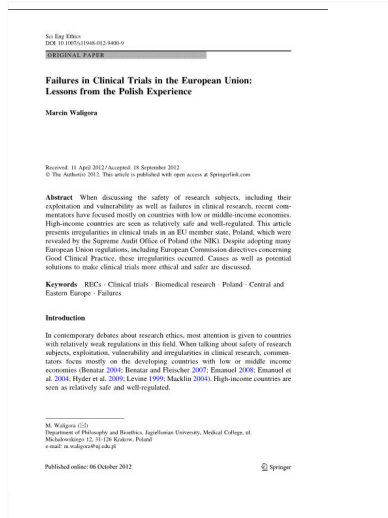 Sci Eng Ethics
DOI 10.1007/s11948-012-9400-9
ORIGINAL PAPER
Failures in Clinical Trials in the European Union:
Lessons from the Polish Experience
Marcin Waligora
Received: 11 April 2012 / Accepted: 18 September 2012
© The Author(s) 2012. This article is published with open access at Springerlink.com
Abstract When discussing the safety of research subjects, including their
exploitation and vulnerability as well as failures in clinical research, recent com-
mentators have focused mostly on countries with low or middle-income economies.
High-income countries are seen as relatively safe and well-regulated. This article
presents irregularities in clinical trials in an EU member state, Poland, which were
revealed by the Supreme Audit Office of Poland (the NIK). Despite adopting many
European Union regulations, including European Commission directives concerning
Good Clinical Practice, these irregularities occurred. Causes as well as potential
solutions to make clinical trials more ethical and safer are discussed.
Keywords RECs · Clinical trials · Biomedical research · Poland · Central and
Eastern Europe · Failures
Introduction
In contemporary debates about research ethics, most attention is given to countries
with relatively weak regulations in this field. When talking about safety of research
subjects, exploitation, vulnerability and irregularities in clinical research, commen-
tators focus mostly on the developing countries with low or middle income
economies (Benatar 2004; Benatar and Fleischer 2007; Emanuel 2008; Emanuel et
al. 2004; Hyder et al. 2009; Levine 1999; Macklin 2004). High-income countries are
seen as relatively safe and well-regulated.
M. Waligora (✉)
Department of Philosophy and Bioethics, Jagiellonian University, Medical College, ul.
Michalowskiego 12, 31-126 Krakow, Poland
e-mail: m.waligora@uj.edu.pl
Published online: 06 October 2012
Springer